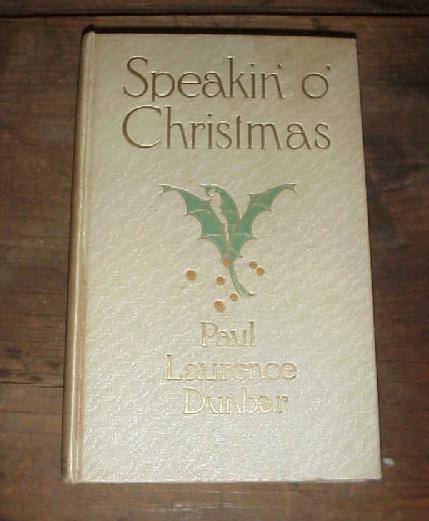 Speakin' o'
Christmas
Paul
Laurence
Dunbar